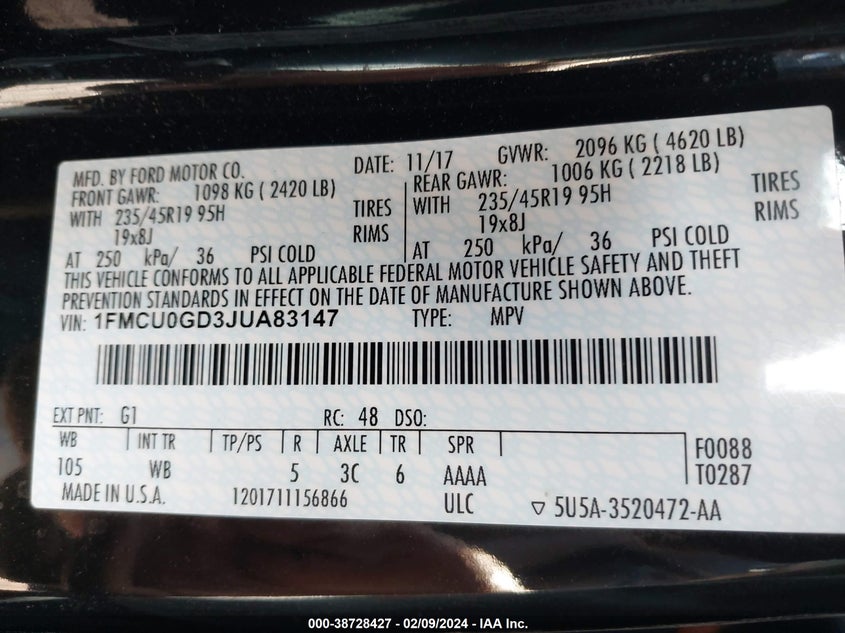 MFD. BY FORD MOTOR CO. DATE: 11/17 GVWR: 2096 KG ( 4620 LB)
FRONT GAWR: 1098 KG ( 2420 LB) REAR GAWR: 1006 KG ( 2218 LB)
WITH 235/45R19 95H TIRES WITH 235/45R19 95H TIRES
19x8J RIMS 19x8J RIMS
AT 250 kPa/ 36 PSI COLD AT 250 kPa/ 36 PSI COLD
THIS VEHICLE CONFORMS TO ALL APPLICABLE FEDERAL MOTOR VEHICLE SAFETY AND THEFT
PREVENTION STANDARDS IN EFFECT ON THE DATE OF MANUFACTURE SHOWN ABOVE.
VIN: 1FMCU0GD3JUA83147 TYPE: MPV
EXT PNT: G1 RC: 48 DSO:
WB INT TR TP/PS R AXLE TR SPR F0088
105 WB 5 3C 6 AAAA T0287
MADE IN U.S.A. 1201711156866 ULC ▽ 5U5A-3520472-AA
000-38728427 - 02/09/2024 - IAA Inc.